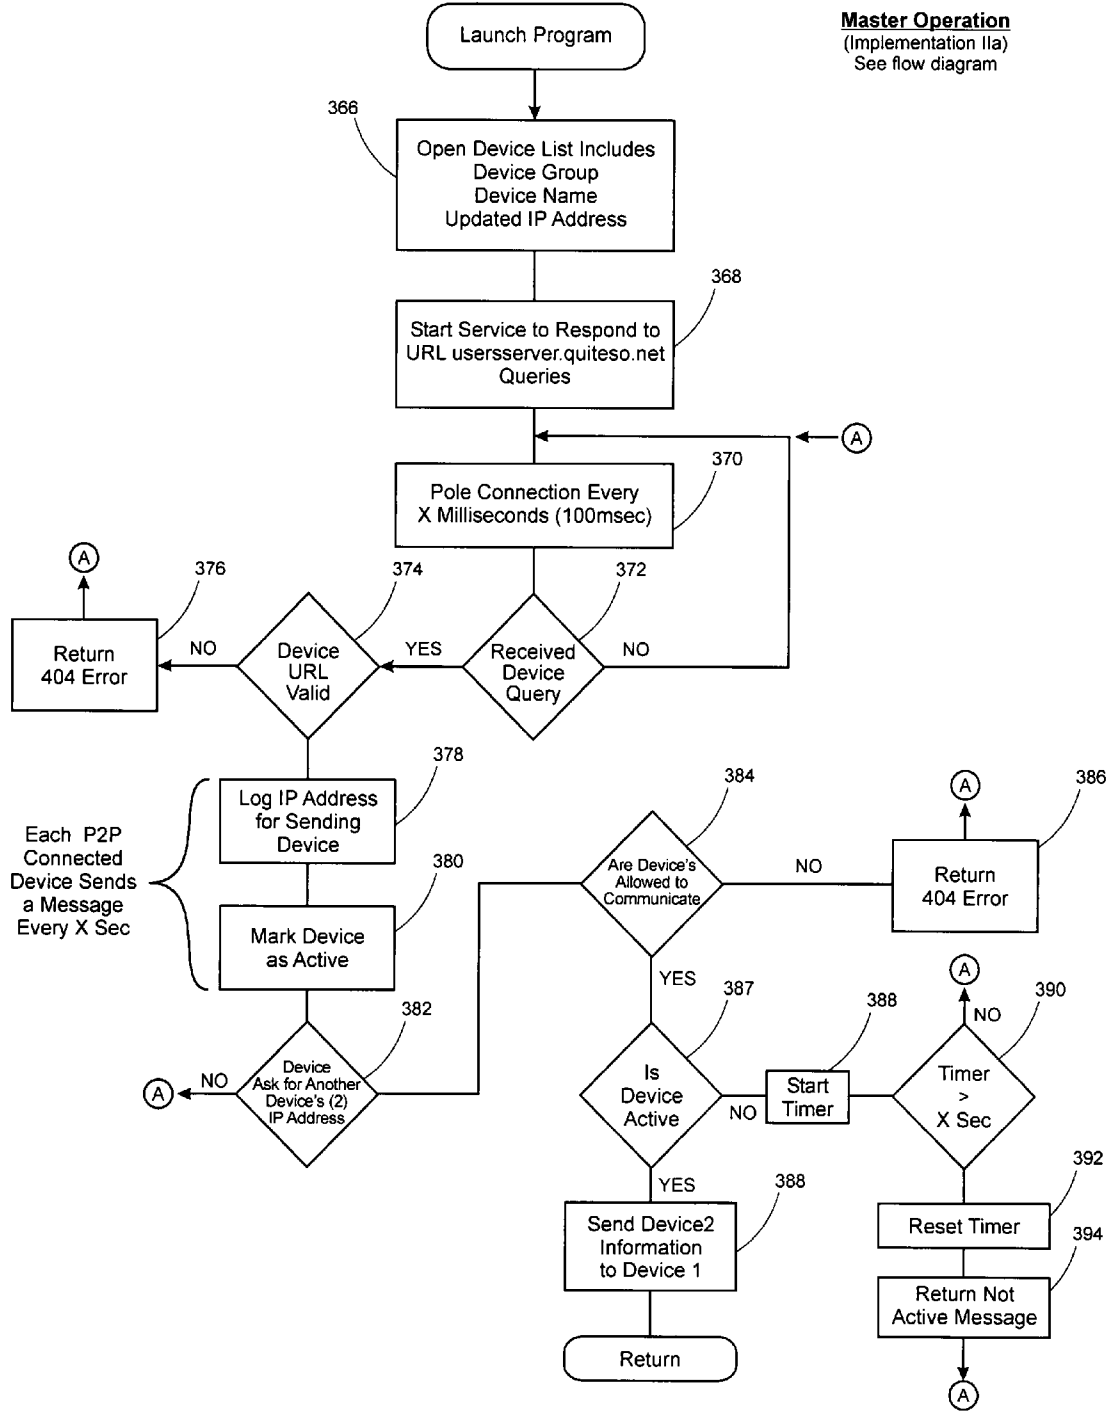 Launch Program
Master Operation
(Implementation IIa)
See flow diagram
366
Open Device List Includes
Device Group
Device Name
Updated IP Address
368
Start Service to Respond to
URL usersserver.quiteso.net
Queries
A
370
Pole Connection Every
X Milliseconds (100msec)
A
376
374
372
Return
404 Error
NO
Device
URL
Valid
YES
Received
Device
Query
NO
378
Log IP Address
for Sending
Device
Each P2P
Connected
Device Sends
a Message
Every X Sec
380
Mark Device
as Active
384
Are Device's
Allowed to
Communicate
NO
A
386
Return
404 Error
YES
382
A
NO
Device
Ask for Another
Device's (2)
IP Address
387
Is
Device
Active
NO
388
Start
Timer
A
NO
390
Timer
>
X Sec
YES
388
Send Device2
Information
to Device 1
Return
392
Reset Timer
394
Return Not
Active Message
A